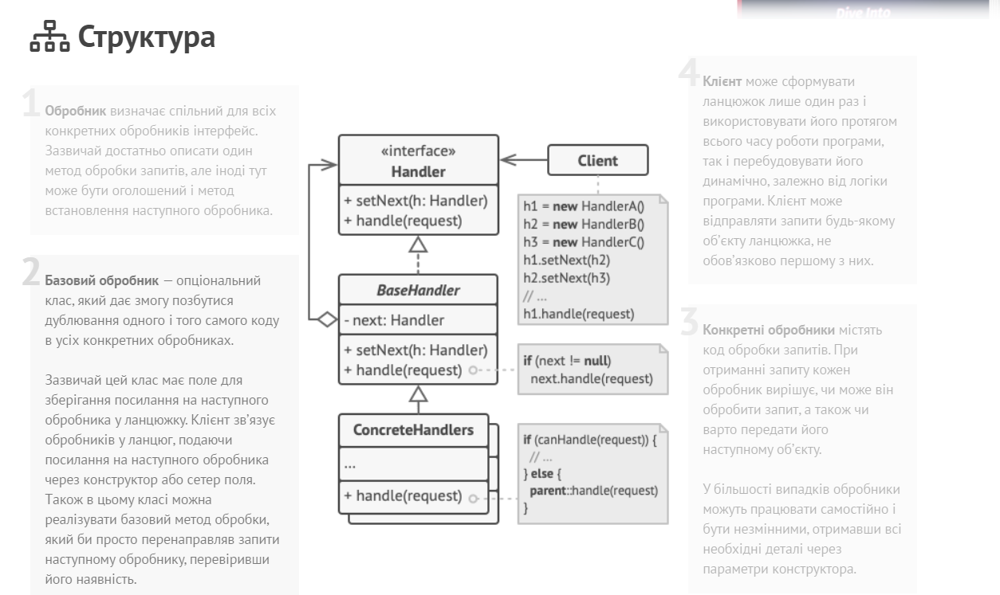 Dive Into
Структура
1
Обробник визначає спільний для всіх
конкретних обробників інтерфейс.
Зазвичай достатньо описати один
метод обробки запитів, але іноді тут
може бути оголошений і метод
встановлення наступного обробника.
2
Базовий обробник — опціональний
клас, який дає змогу позбутися
дублювання одного і того самого коду
в усіх конкретних обробниках.
Зазвичай цей клас має поле для
зберігання посилання на наступного
обробника у ланцюжку. Клієнт зв’язує
обробників у ланцюг, подаючи
посилання на наступного обробника
через конструктор або сетер поля.
Також в цьому класі можна
реалізувати базовий метод обробки,
який би просто перенаправляв запити
наступному обробнику, перевіривши
його наявність.
«interface»
Handler
+ setNext(h: Handler)
+ handle(request)
BaseHandler
- next: Handler
+ setNext(h: Handler)
+ handle(request)
ConcreteHandlers
...
+ handle(request)
Client
h1 = new HandlerA()
h2 = new HandlerB()
h3 = new HandlerC()
h1.setNext(h2)
h2.setNext(h3)
// ...
h1.handle(request)
if (next != null)
next.handle(request)
if (canHandle(request)) {
// ...
} else {
parent::handle(request)
}
4
Клієнт може сформувати
ланцюжок лише один раз і
використовувати його протягом
всього часу роботи програми,
так і перебудовувати його
динамічно, залежно від логіки
програми. Клієнт може
відправляти запити будь-якому
об’єкту ланцюжка, не
обов’язково першому з них.
3
Конкретні обробники містять
код обробки запитів. При
отриманні запиту кожен
обробник вирішує, чи може він
обробити запит, а також чи
варто передати його
наступному об’єкту.
У більшості випадків обробники
можуть працювати самостійно і
бути незмінними, отримавши всі
необхідні деталі через
параметри конструктора.